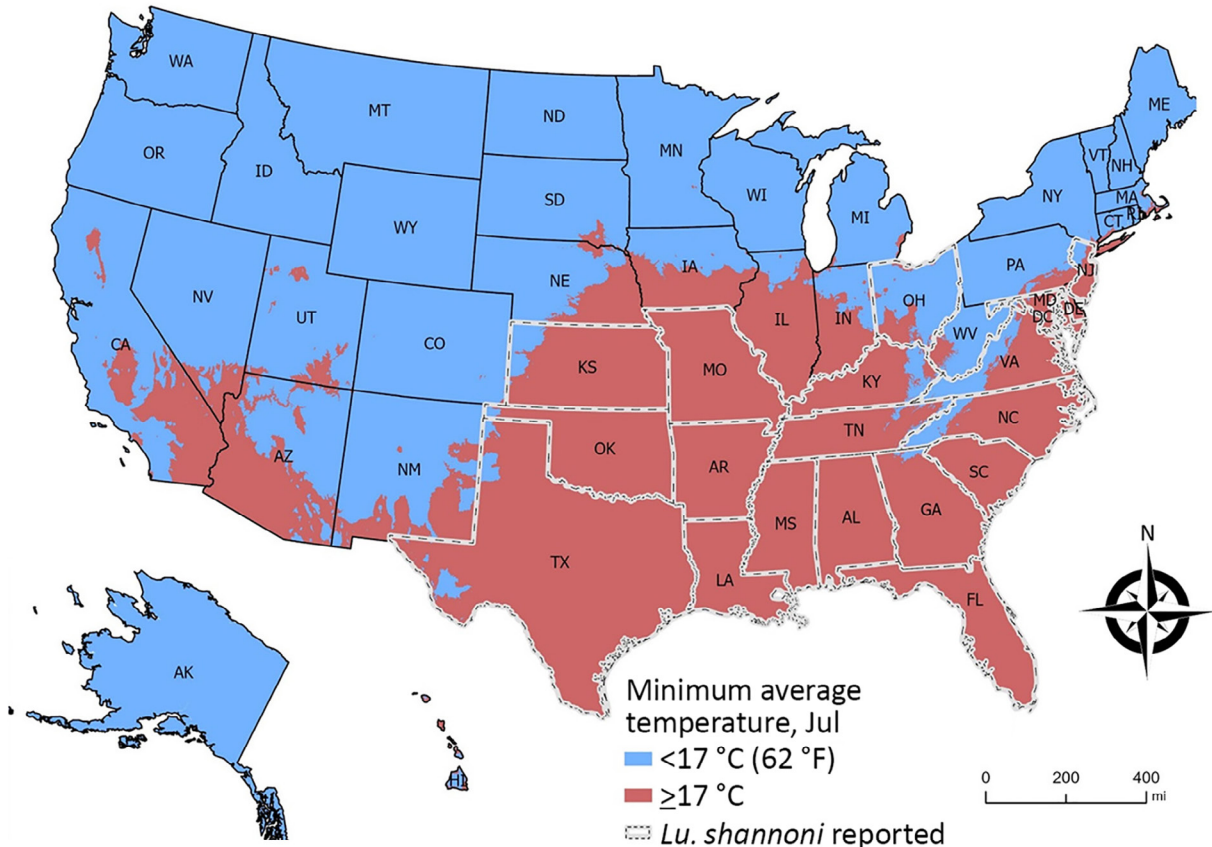 WA
MT
ND
MN
ME
OR
ID
SD
WI
VT
NH
NY
MA
WY
MI
CT
RI
NE
IA
PA
NV
UT
CO
IL
IN
OH
NJ
MD
DE
DC
WV
CA
KS
MO
KY
VA
AZ
NM
OK
TN
NC
AR
SC
MS
AL
GA
TX
LA
FL
N
AK
HI
Minimum average
temperature, Jul
<17 °C (62 °F)
≥17 °C
Lu. shannoni reported
0 200 400
mi